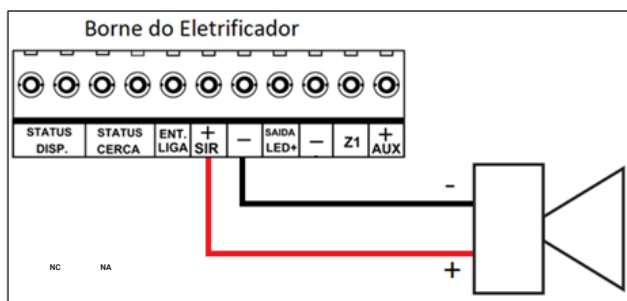 Borne do Eletrificador
STATUS DISP. STATUS CERCA ENT. LIGA + SIR − SAIDA LED+ − Z1 + AUX
-
+
NC NA